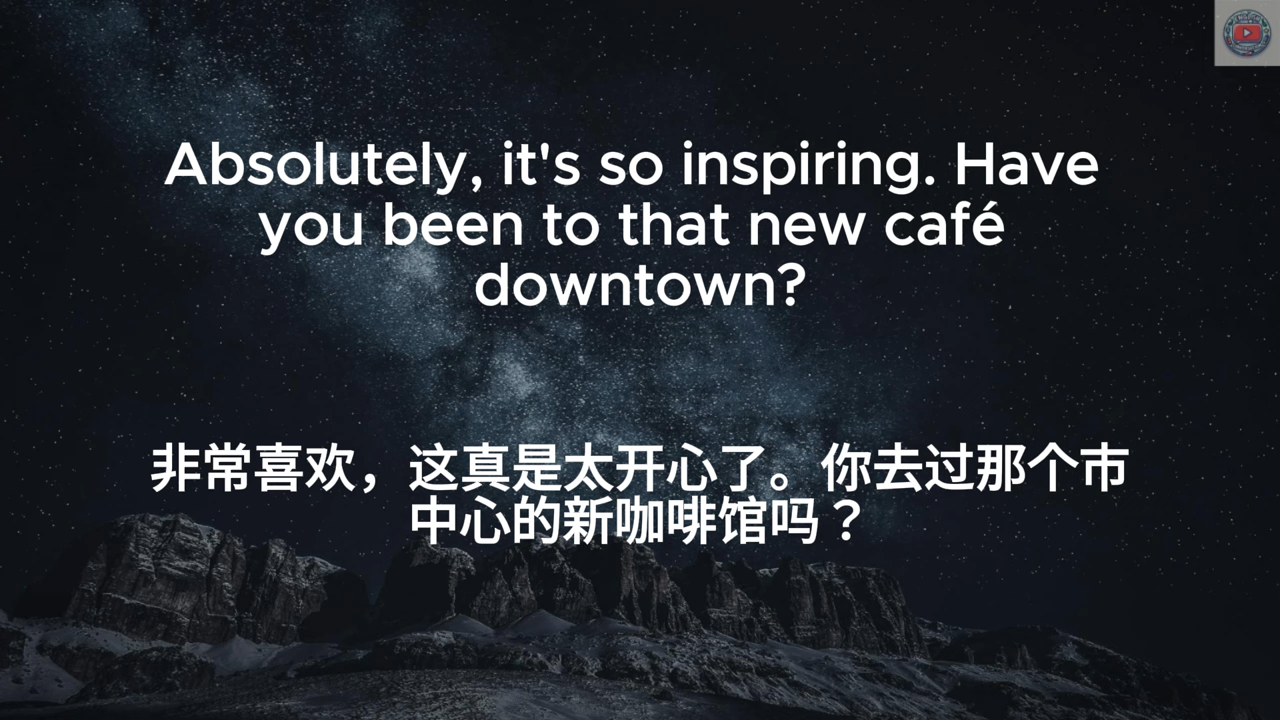 Absolutely, it's so inspiring. Have
you been to that new café
downtown?
非常喜欢，这真是太开心了。你去过那个市
中心的新咖啡馆吗？